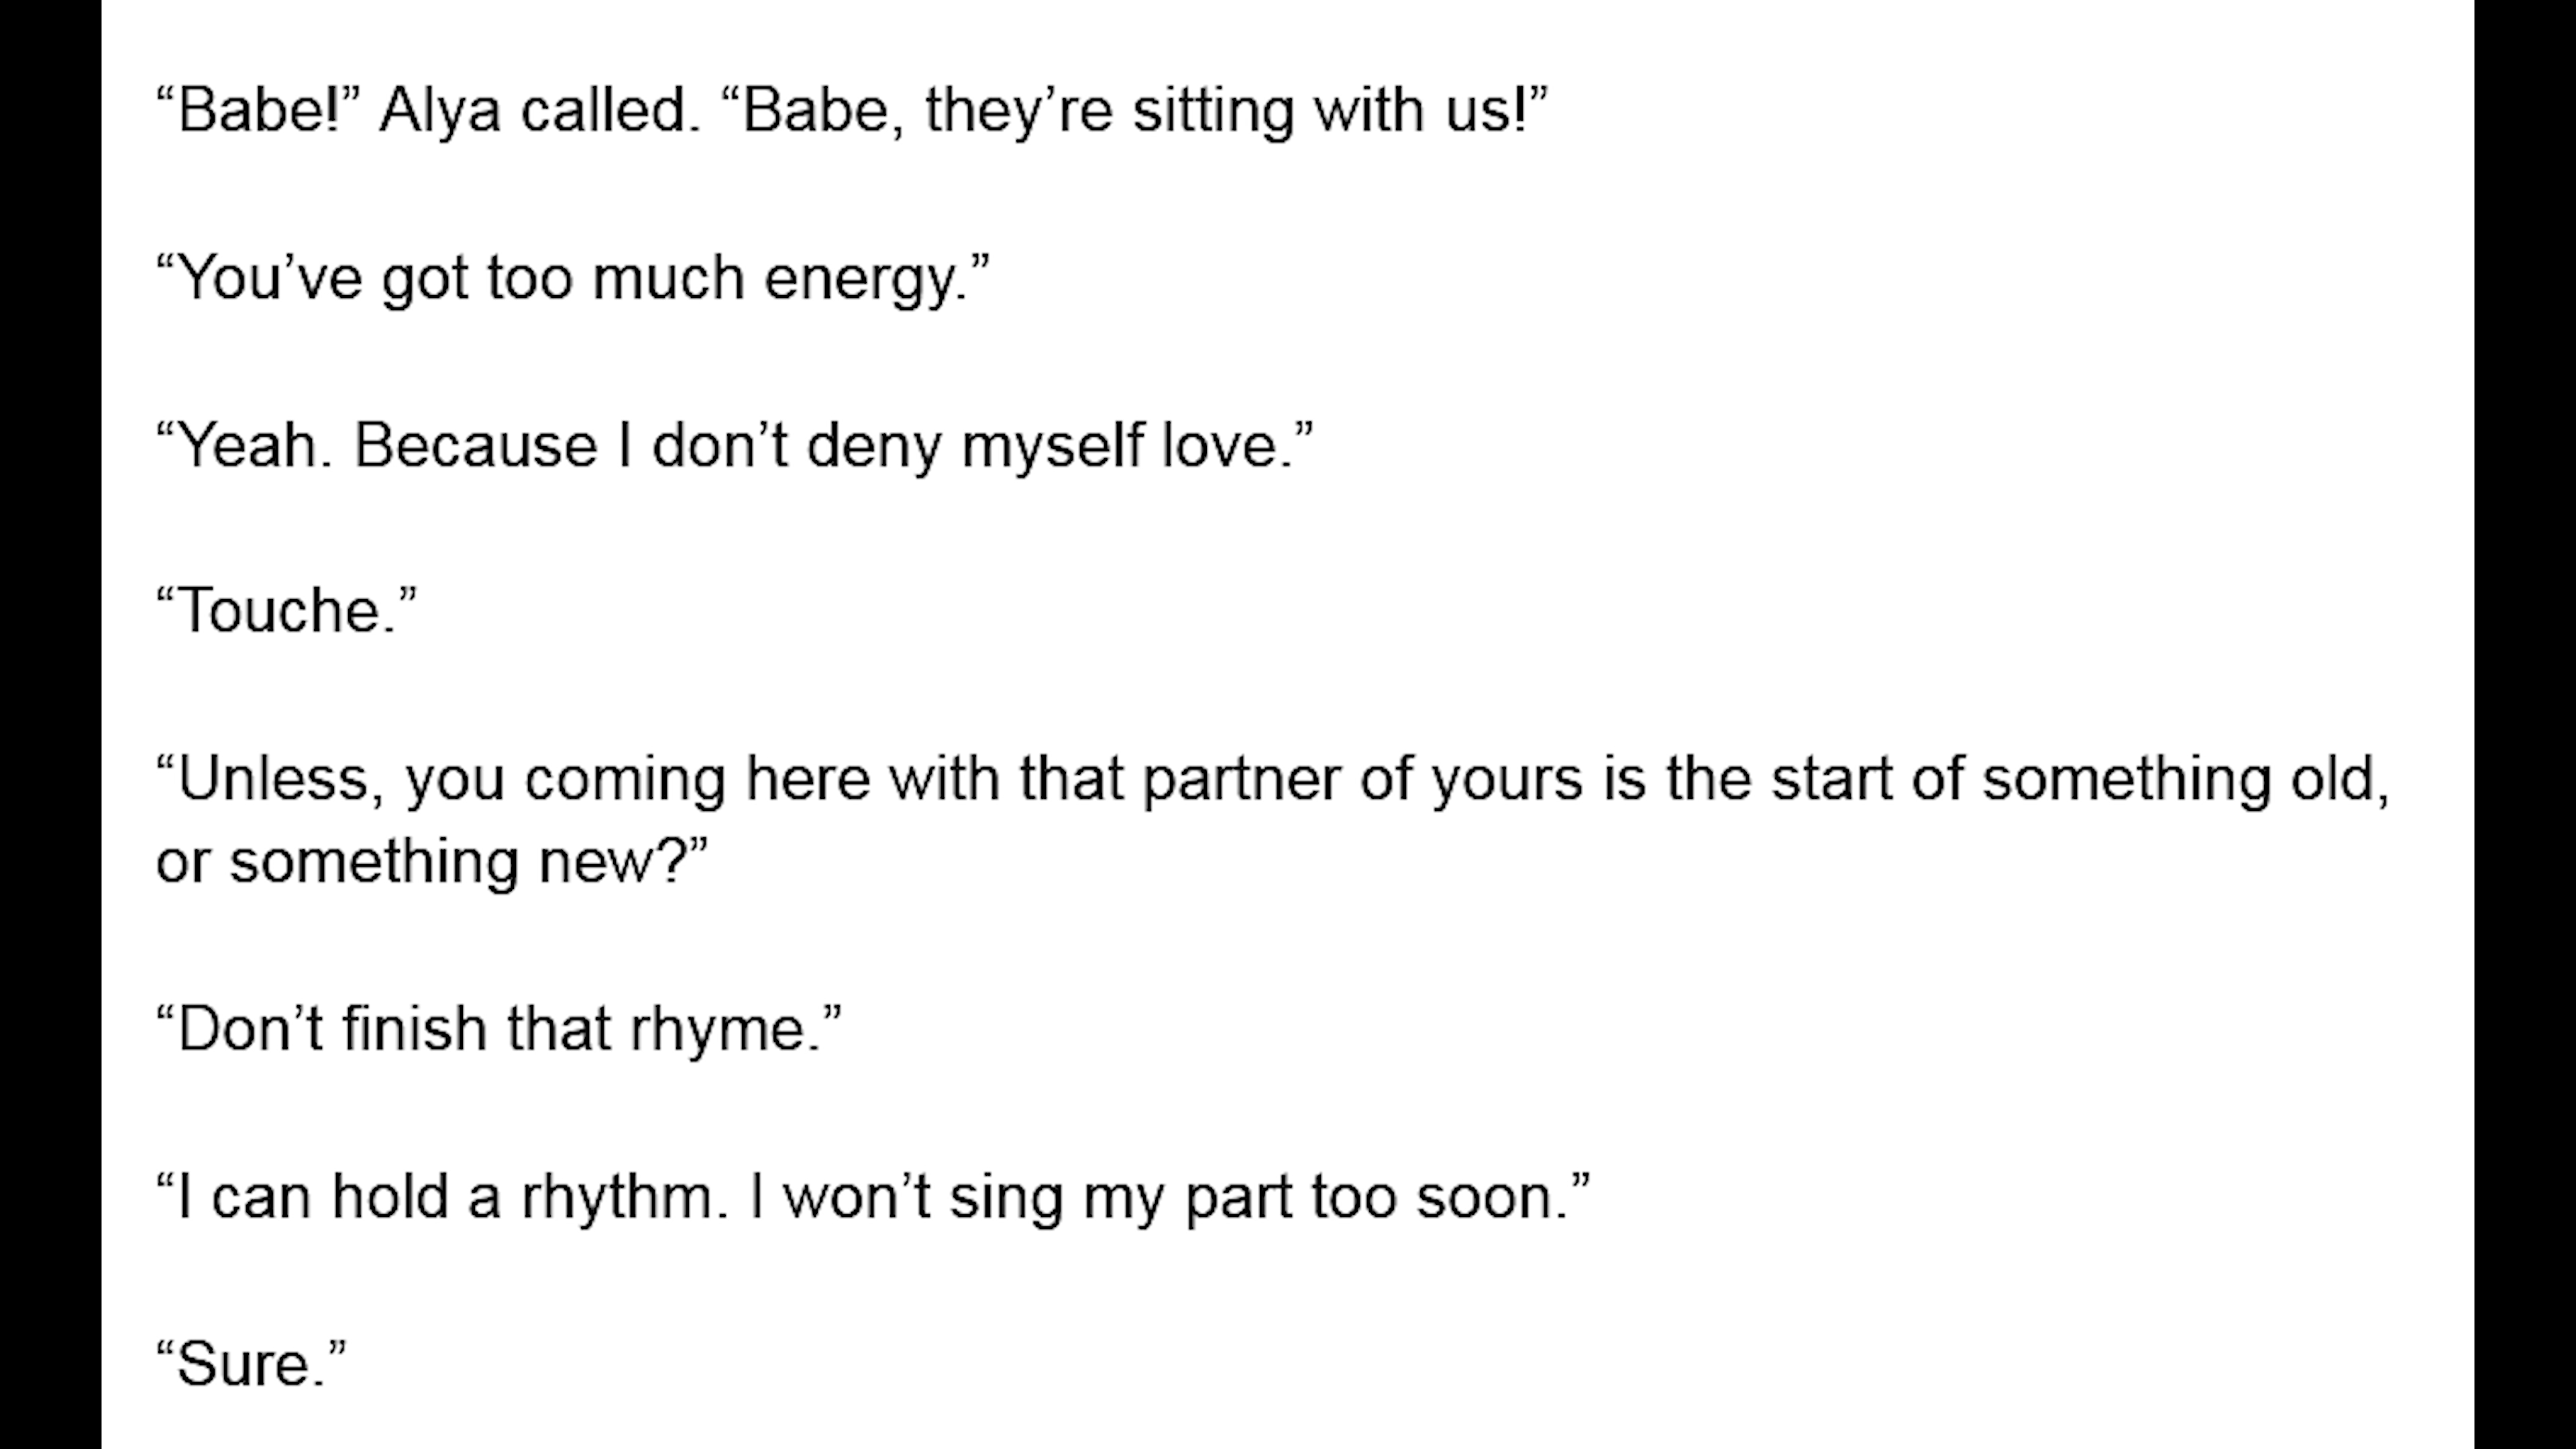 “Babe!” Alya called. “Babe, they’re sitting with us!”
“You’ve got too much energy.”
“Yeah. Because I don’t deny myself love.”
“Touche.”
“Unless, you coming here with that partner of yours is the start of something old,
or something new?”
“Don’t finish that rhyme.”
“I can hold a rhythm. I won’t sing my part too soon.”
“Sure.”